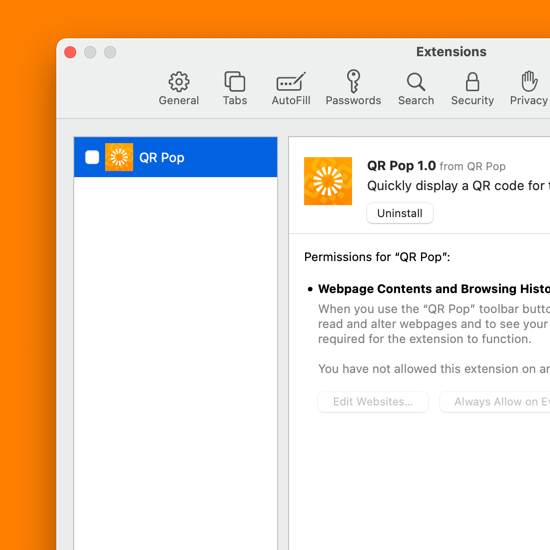 Extensions
General Tabs AutoFill Passwords Search Security Privacy
QR Pop
QR Pop 1.0 from QR Pop
Quickly display a QR code for
Uninstall
Permissions for “QR Pop”:
• Webpage Contents and Browsing Histo
When you use the “QR Pop” toolbar butto
read and alter webpages and to see your
required for the extension to function.
You have not allowed this extension on an
Edit Websites... Always Allow on Ev